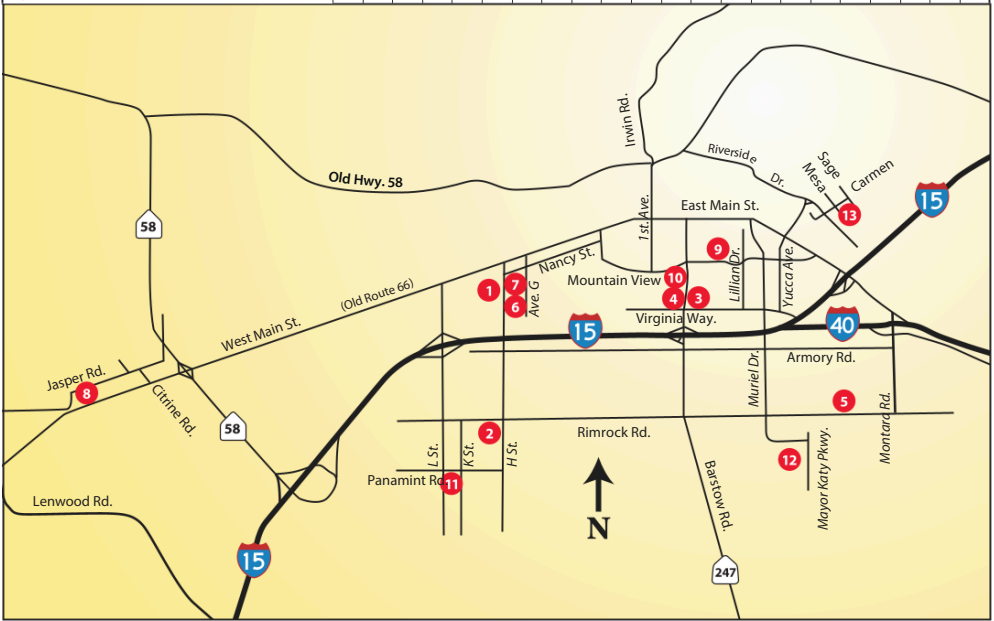 Irwin Rd.
Riverside
Dr.
Sage
Mesa
Carmen
15
13
Old Hwy. 58
1st. Ave.
East Main St.
58
9
Nancy St.
Mountain View
10
Lillian Dr.
Yucca Ave.
(Old Route 66)
1
7
6
Ave. G
4
3
Virginia Way.
West Main St.
15
40
Armory Rd.
Jasper Rd.
8
Citrine Rd.
Muriel Dr.
5
Montara Rd.
58
2
Rimrock Rd.
L St.
K St.
H St.
Panamint Rd.
11
12
Mayor Katy Pkwy.
Barstow Rd.
Lenwood Rd.
N
15
247